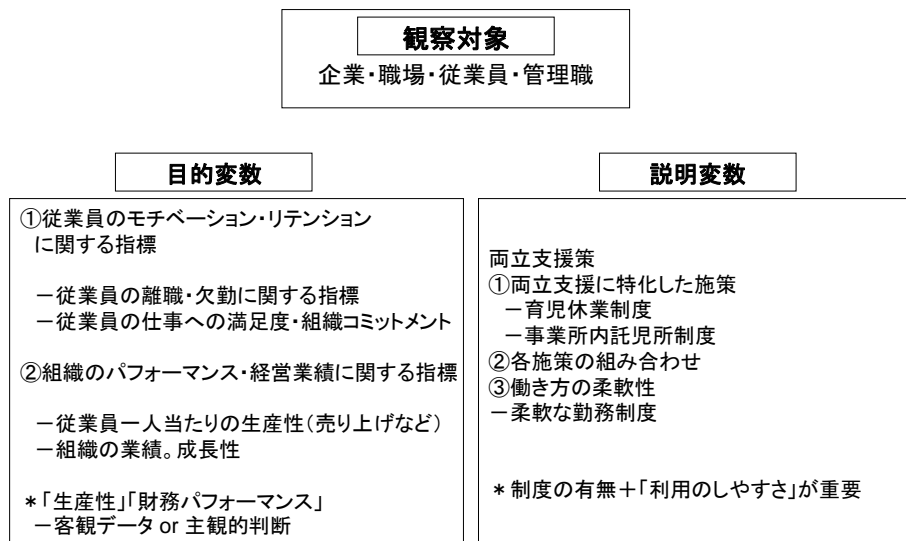 観察対象
企業・職場・従業員・管理職
目的変数
①従業員のモチベーション・リテンション
に関する指標
－従業員の離職・欠勤に関する指標
－従業員の仕事への満足度・組織コミットメント
②組織のパフォーマンス・経営業績に関する指標
－従業員一人当たりの生産性（売り上げなど）
－組織の業績。成長性
＊「生産性」「財務パフォーマンス」
－客観データ or 主観的判断
説明変数
両立支援策
①両立支援に特化した施策
－育児休業制度
－事業所内託児所制度
②各施策の組み合わせ
③働き方の柔軟性
－柔軟な勤務制度
＊制度の有無＋「利用のしやすさ」が重要